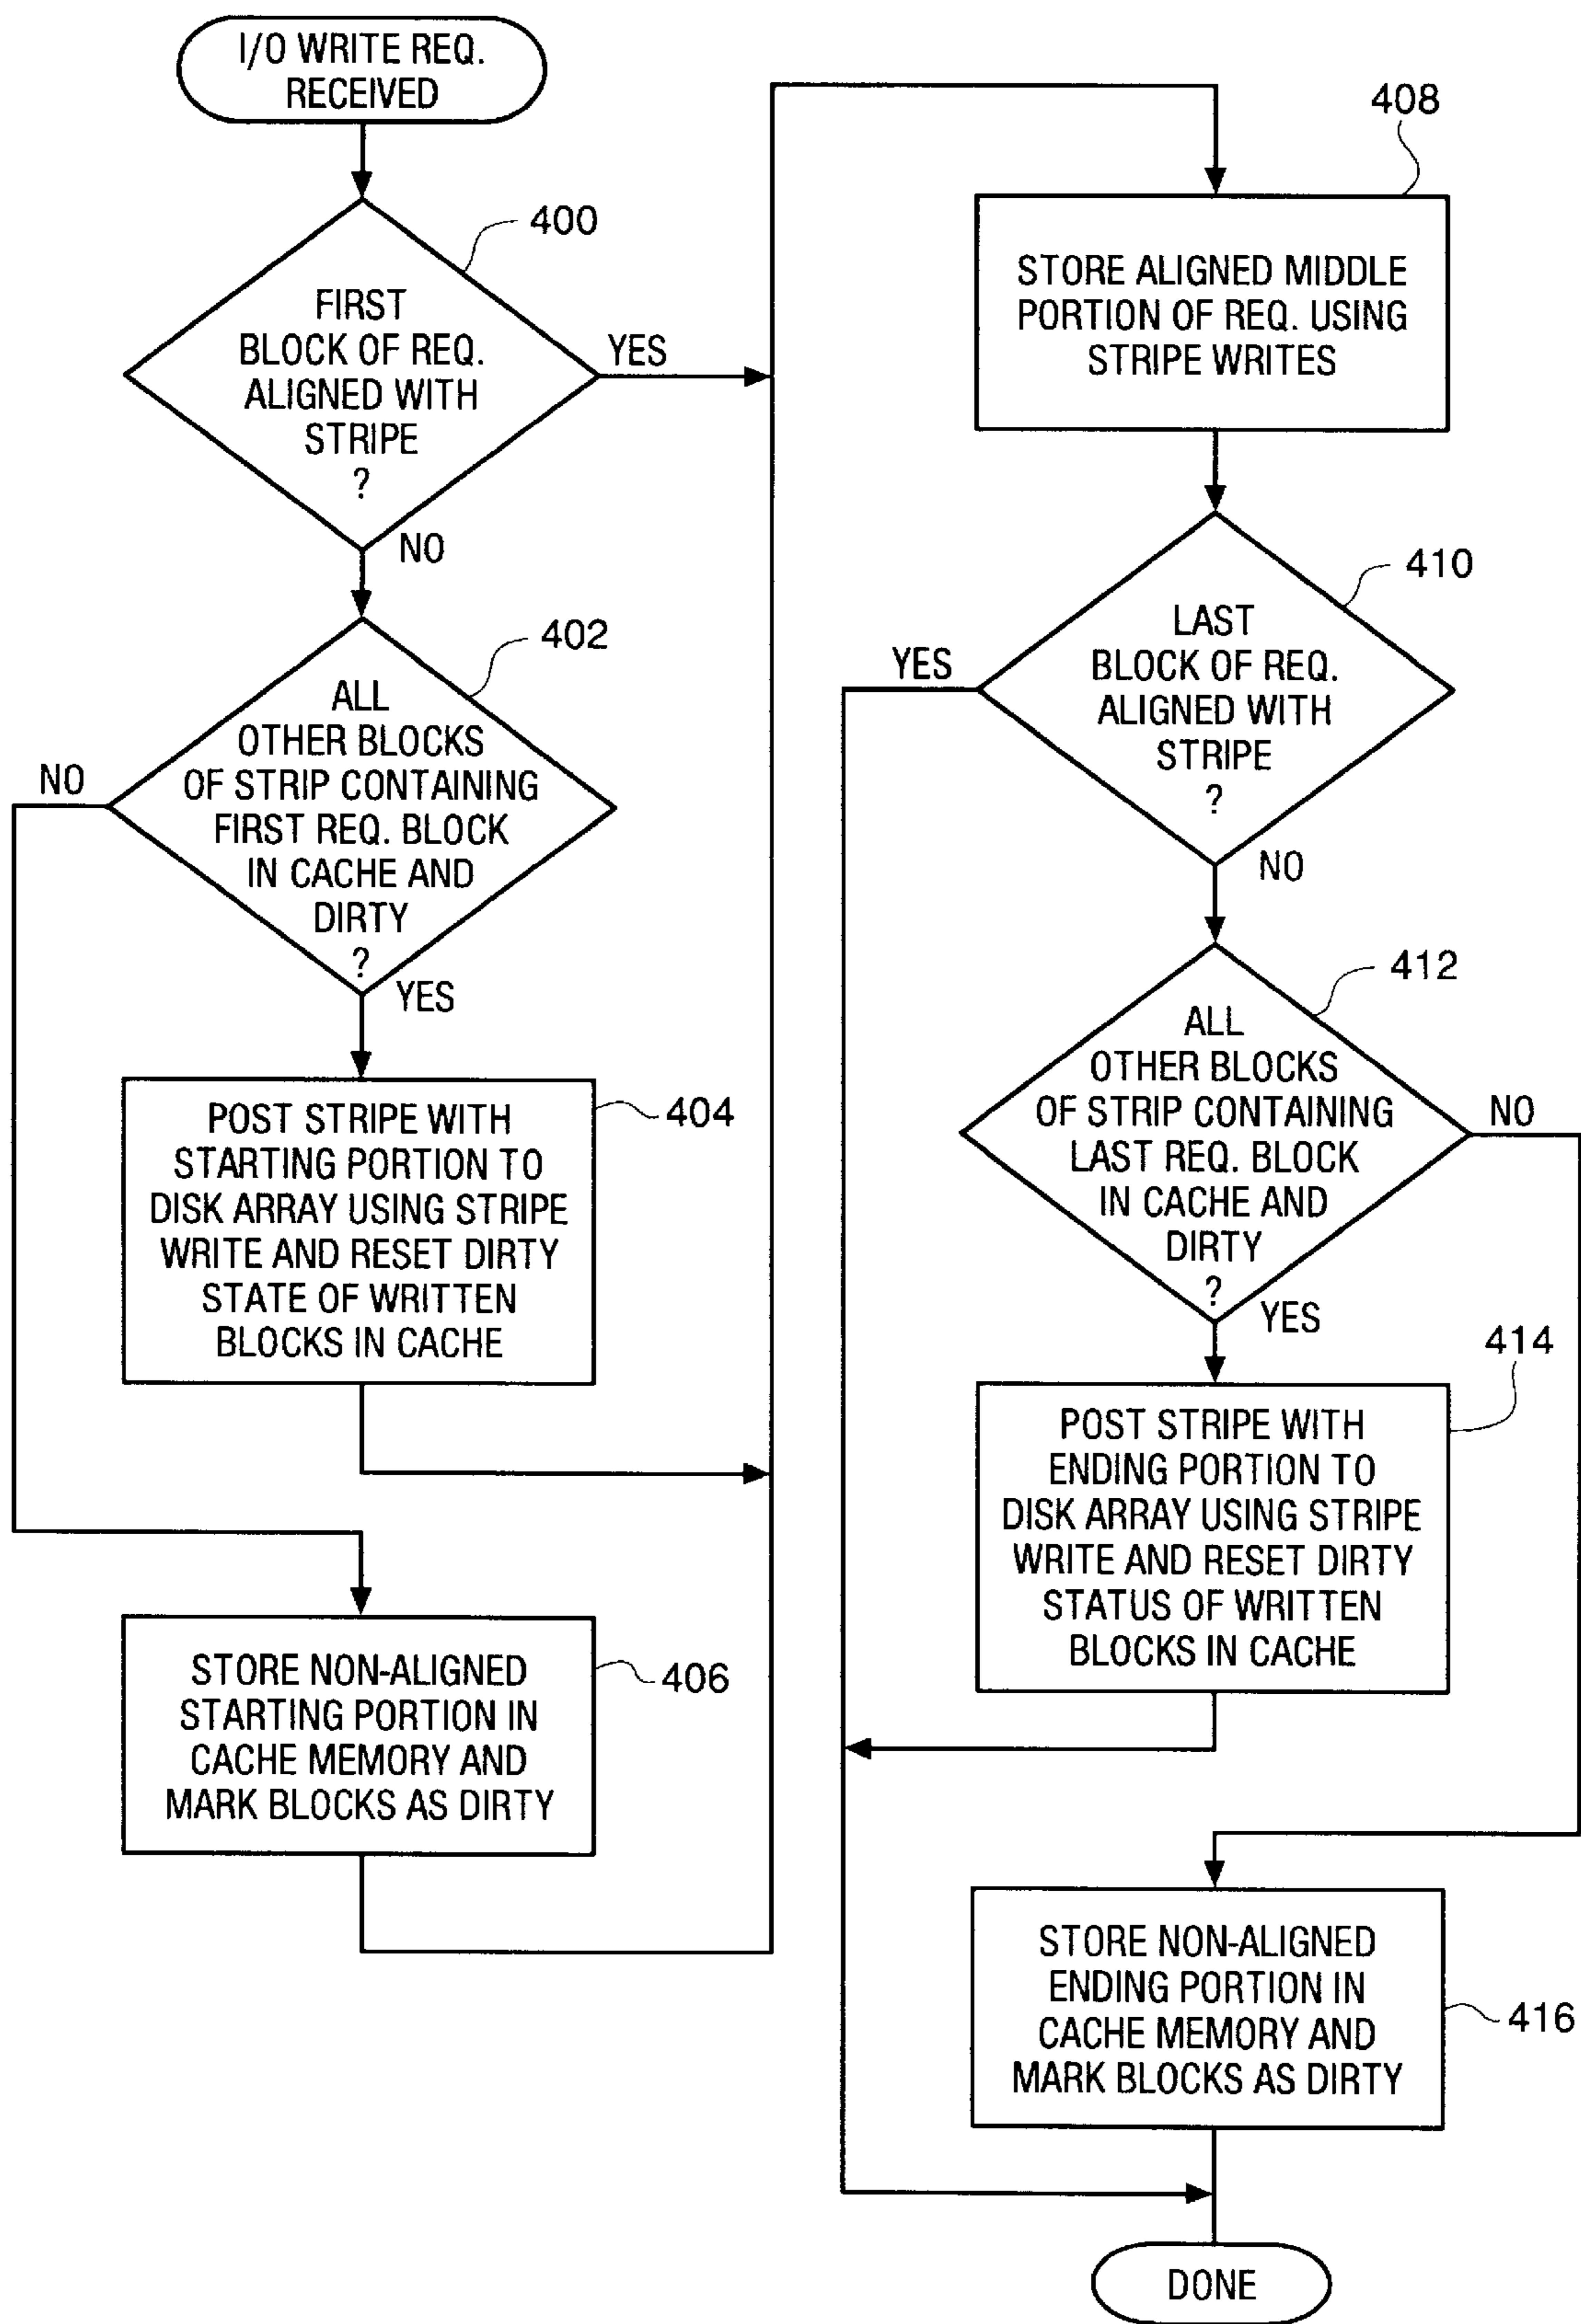 I/O WRITE REQ.
RECEIVED
400
FIRST
BLOCK OF REQ.
ALIGNED WITH
STRIPE
?
YES
NO
402
ALL
OTHER BLOCKS
OF STRIP CONTAINING
FIRST REQ. BLOCK
IN CACHE AND
DIRTY
?
NO
YES
404
POST STRIPE WITH
STARTING PORTION TO
DISK ARRAY USING STRIPE
WRITE AND RESET DIRTY
STATE OF WRITTEN
BLOCKS IN CACHE
406
STORE NON-ALIGNED
STARTING PORTION IN
CACHE MEMORY AND
MARK BLOCKS AS DIRTY
408
STORE ALIGNED MIDDLE
PORTION OF REQ. USING
STRIPE WRITES
410
LAST
BLOCK OF REQ.
ALIGNED WITH
STRIPE
?
YES
NO
412
ALL
OTHER BLOCKS
OF STRIP CONTAINING
LAST REQ. BLOCK
IN CACHE AND
DIRTY
?
NO
YES
414
POST STRIPE WITH
ENDING PORTION TO
DISK ARRAY USING STRIPE
WRITE AND RESET DIRTY
STATUS OF WRITTEN
BLOCKS IN CACHE
STORE NON-ALIGNED
ENDING PORTION IN
CACHE MEMORY AND
MARK BLOCKS AS DIRTY
416
DONE